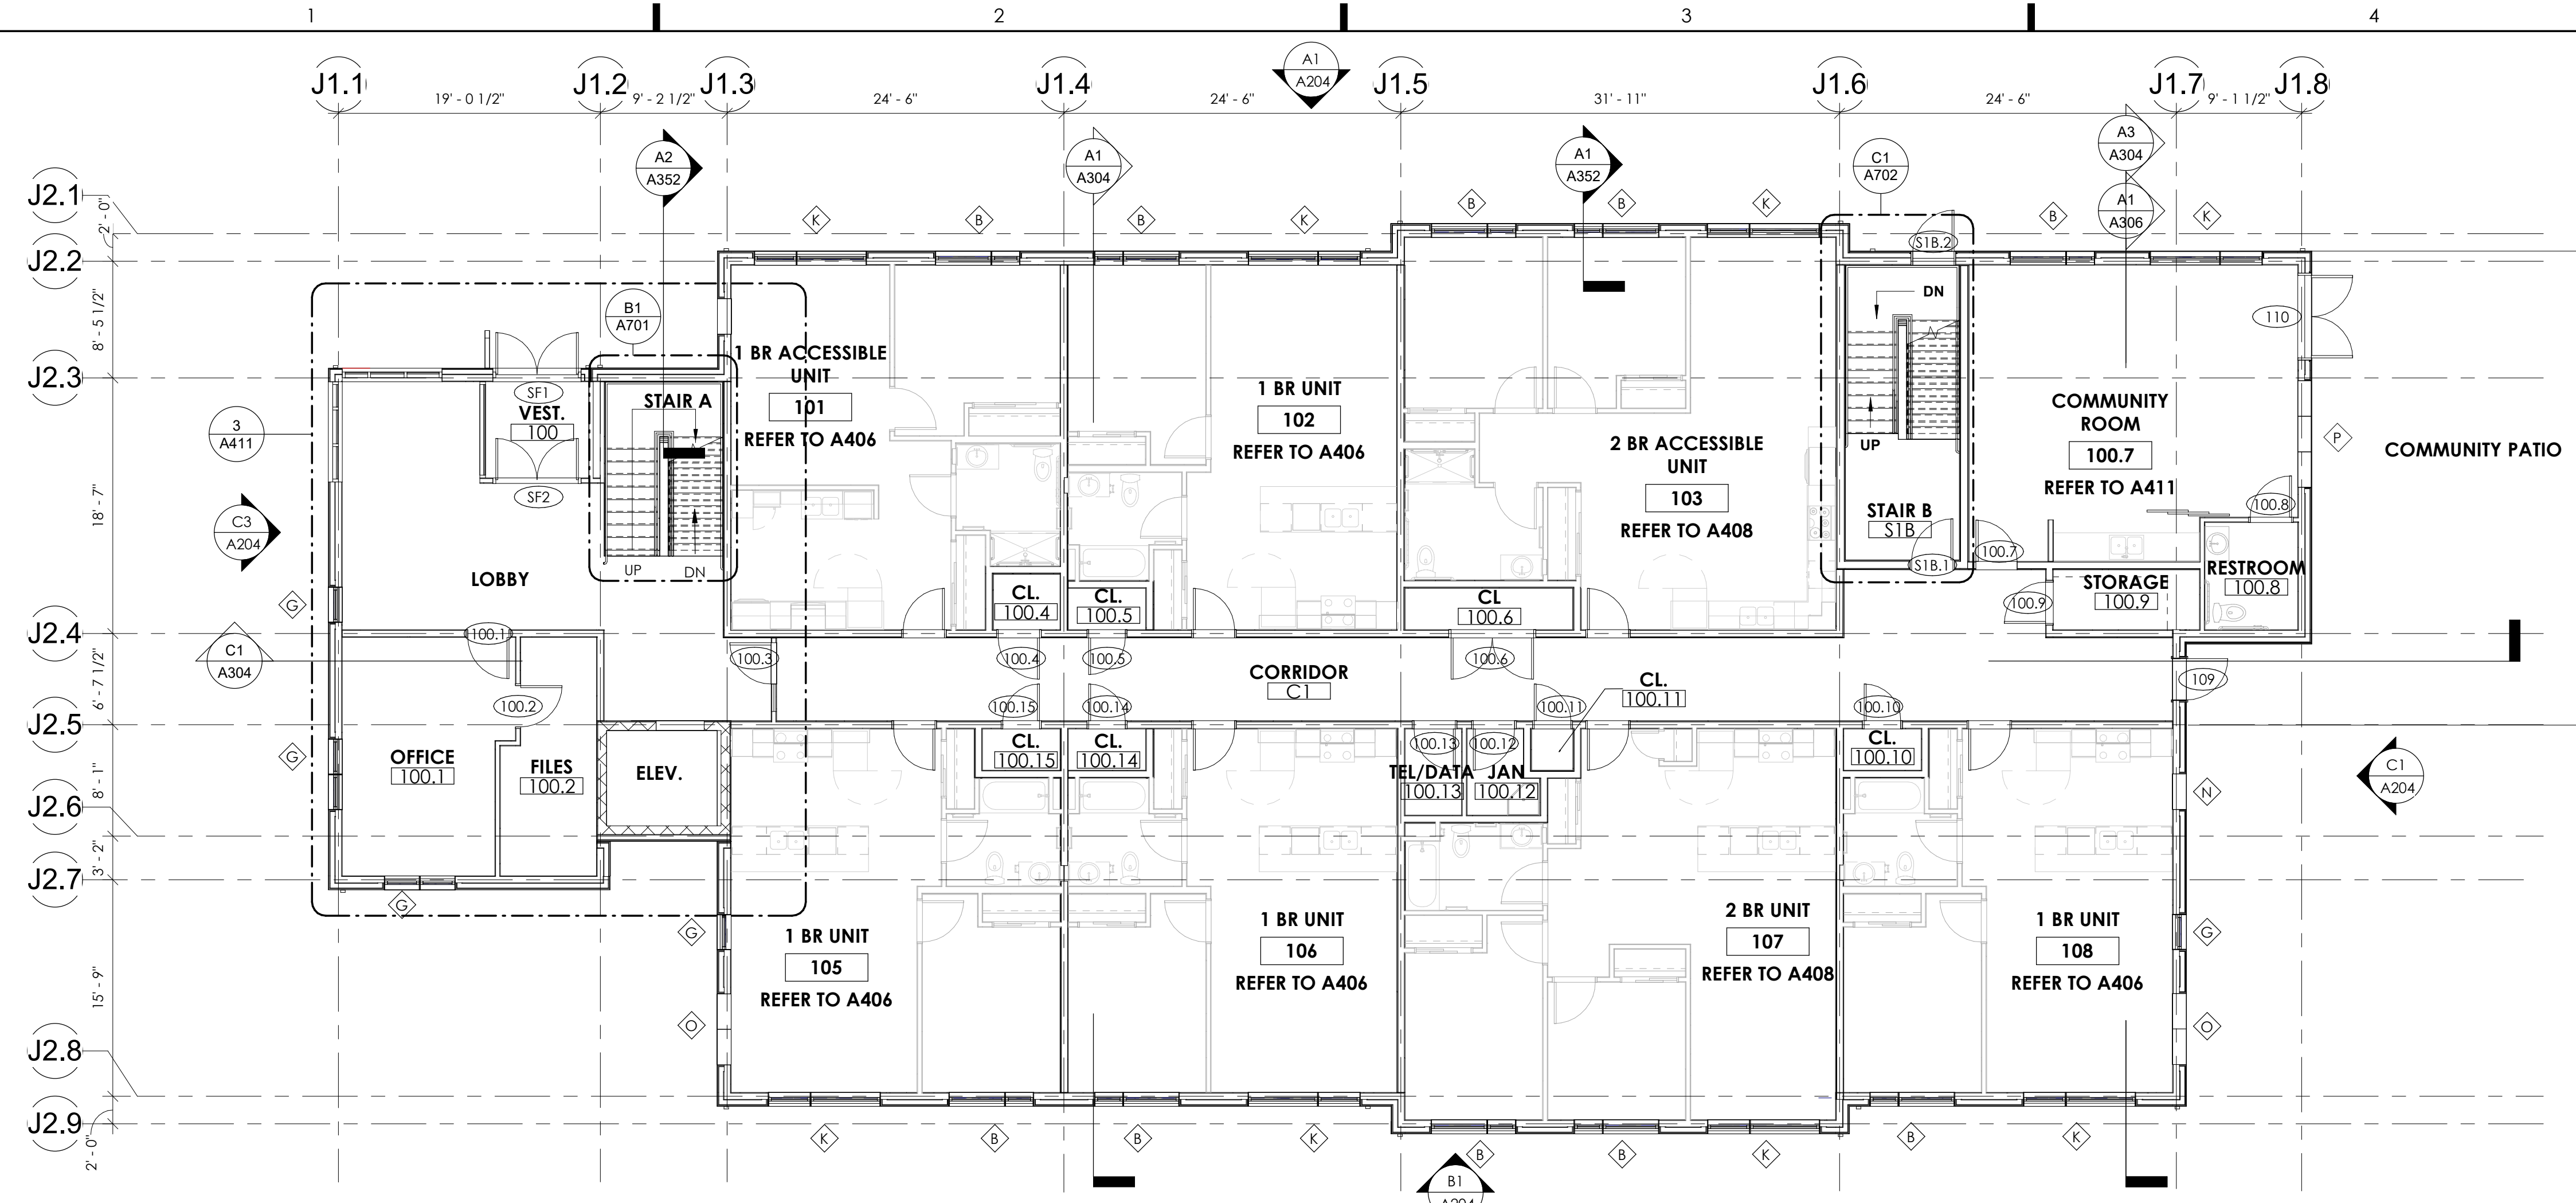 1
2
3
4
J1.1
J1.2
J1.3
J1.4
J1.5
J1.6
J1.7
J1.8
19' - 0 1/2"
9' - 2 1/2"
24' - 6"
24' - 6"
31' - 11"
24' - 6"
9' - 1 1/2"
A1
A204
A2
A352
A1
A304
A1
A352
C1
A702
A3
A304
A1
A306
J2.1
J2.2
J2.3
J2.4
J2.5
J2.6
J2.7
J2.8
J2.9
2' - 0"
8' - 5 1/2"
18' - 7"
6' - 7 1/2"
8' - 1"
3' - 2"
15' - 9"
2' - 0"
K
B
B
K
B
B
K
B
K
B1
A701
3
A411
C3
A204
C1
A304
SF1
VEST.
100
SF2
STAIR A
UP
DN
LOBBY
1 BR ACCESSIBLE
UNIT
101
REFER TO A406
1 BR UNIT
102
REFER TO A406
2 BR ACCESSIBLE
UNIT
103
REFER TO A408
S1B.2
DN
UP
STAIR B
S1B
S1B.1
COMMUNITY
ROOM
100.7
REFER TO A411
110
P
COMMUNITY PATIO
100.8
100.7
RESTROOM
100.8
STORAGE
100.9
100.9
CL.
100.4
CL.
100.5
CL
100.6
G
G
100.1
100.2
100.3
100.4
100.5
100.6
CORRIDOR
C1
CL.
100.11
109
100.15
100.14
100.11
100.10
OFFICE
100.1
FILES
100.2
ELEV.
CL.
100.15
CL.
100.14
100.13
100.12
TEL/DATA
100.13
JAN
100.12
CL.
100.10
C1
A204
N
G
O
G
G
O
1 BR UNIT
105
REFER TO A406
1 BR UNIT
106
REFER TO A406
2 BR UNIT
107
REFER TO A408
1 BR UNIT
108
REFER TO A406
K
B
B
K
B
B
K
B
K
B1
A204